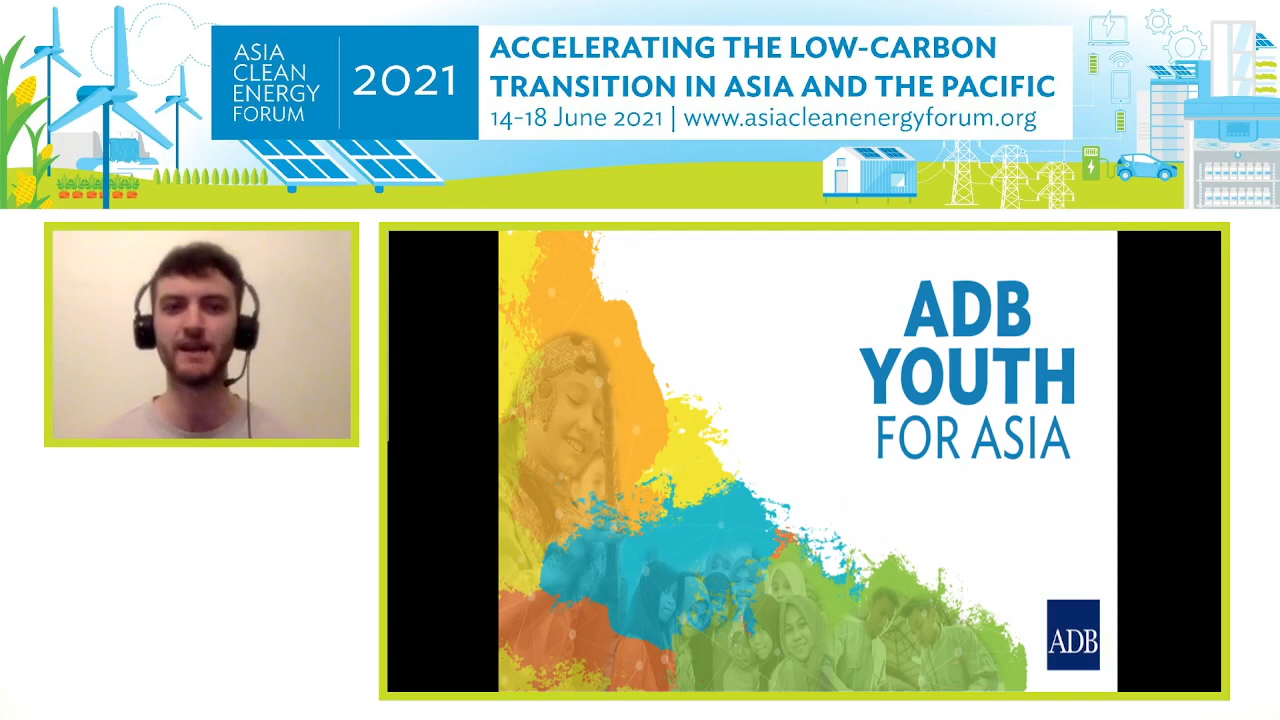 ASIA
CLEAN
ENERGY
FORUM
2021
ACCELERATING THE LOW-CARBON
TRANSITION IN ASIA AND THE PACIFIC
14-18 June 2021 | www.asiacleanenergyforum.org
ADB
YOUTH
FOR ASIA
ADB